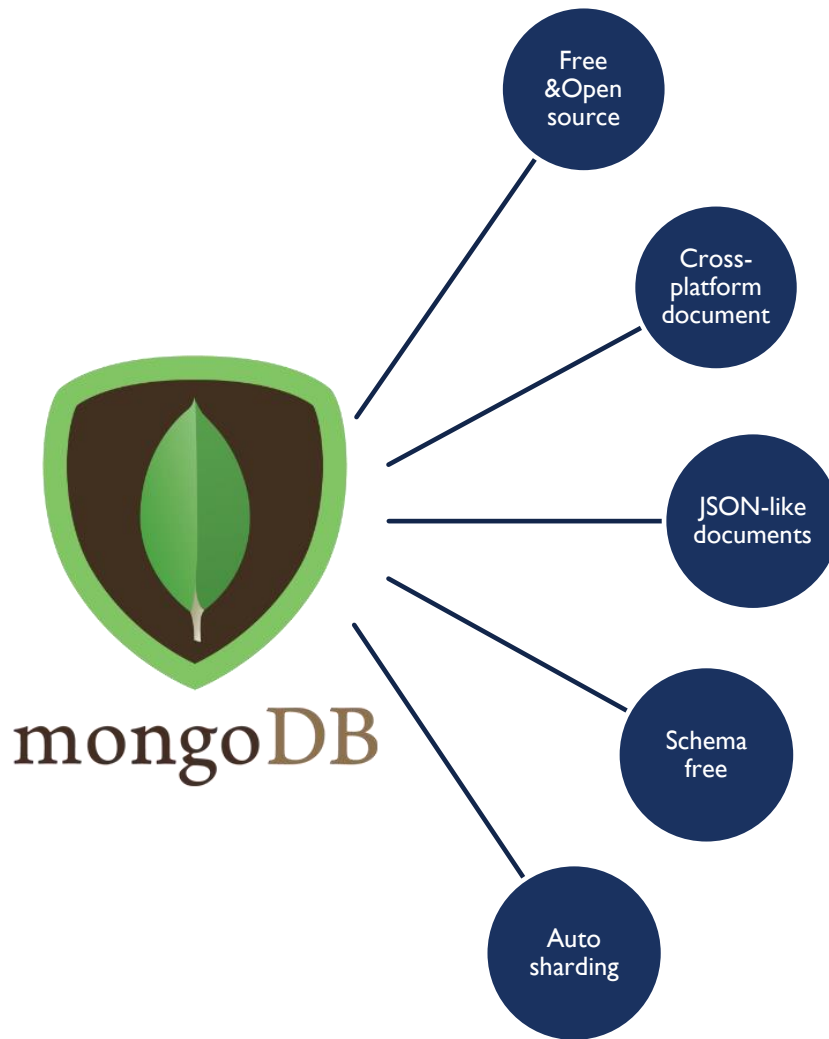 Free
&Open
source
Cross-
platform
document
JSON-like
documents
mongoDB
Schema
free
Auto
sharding